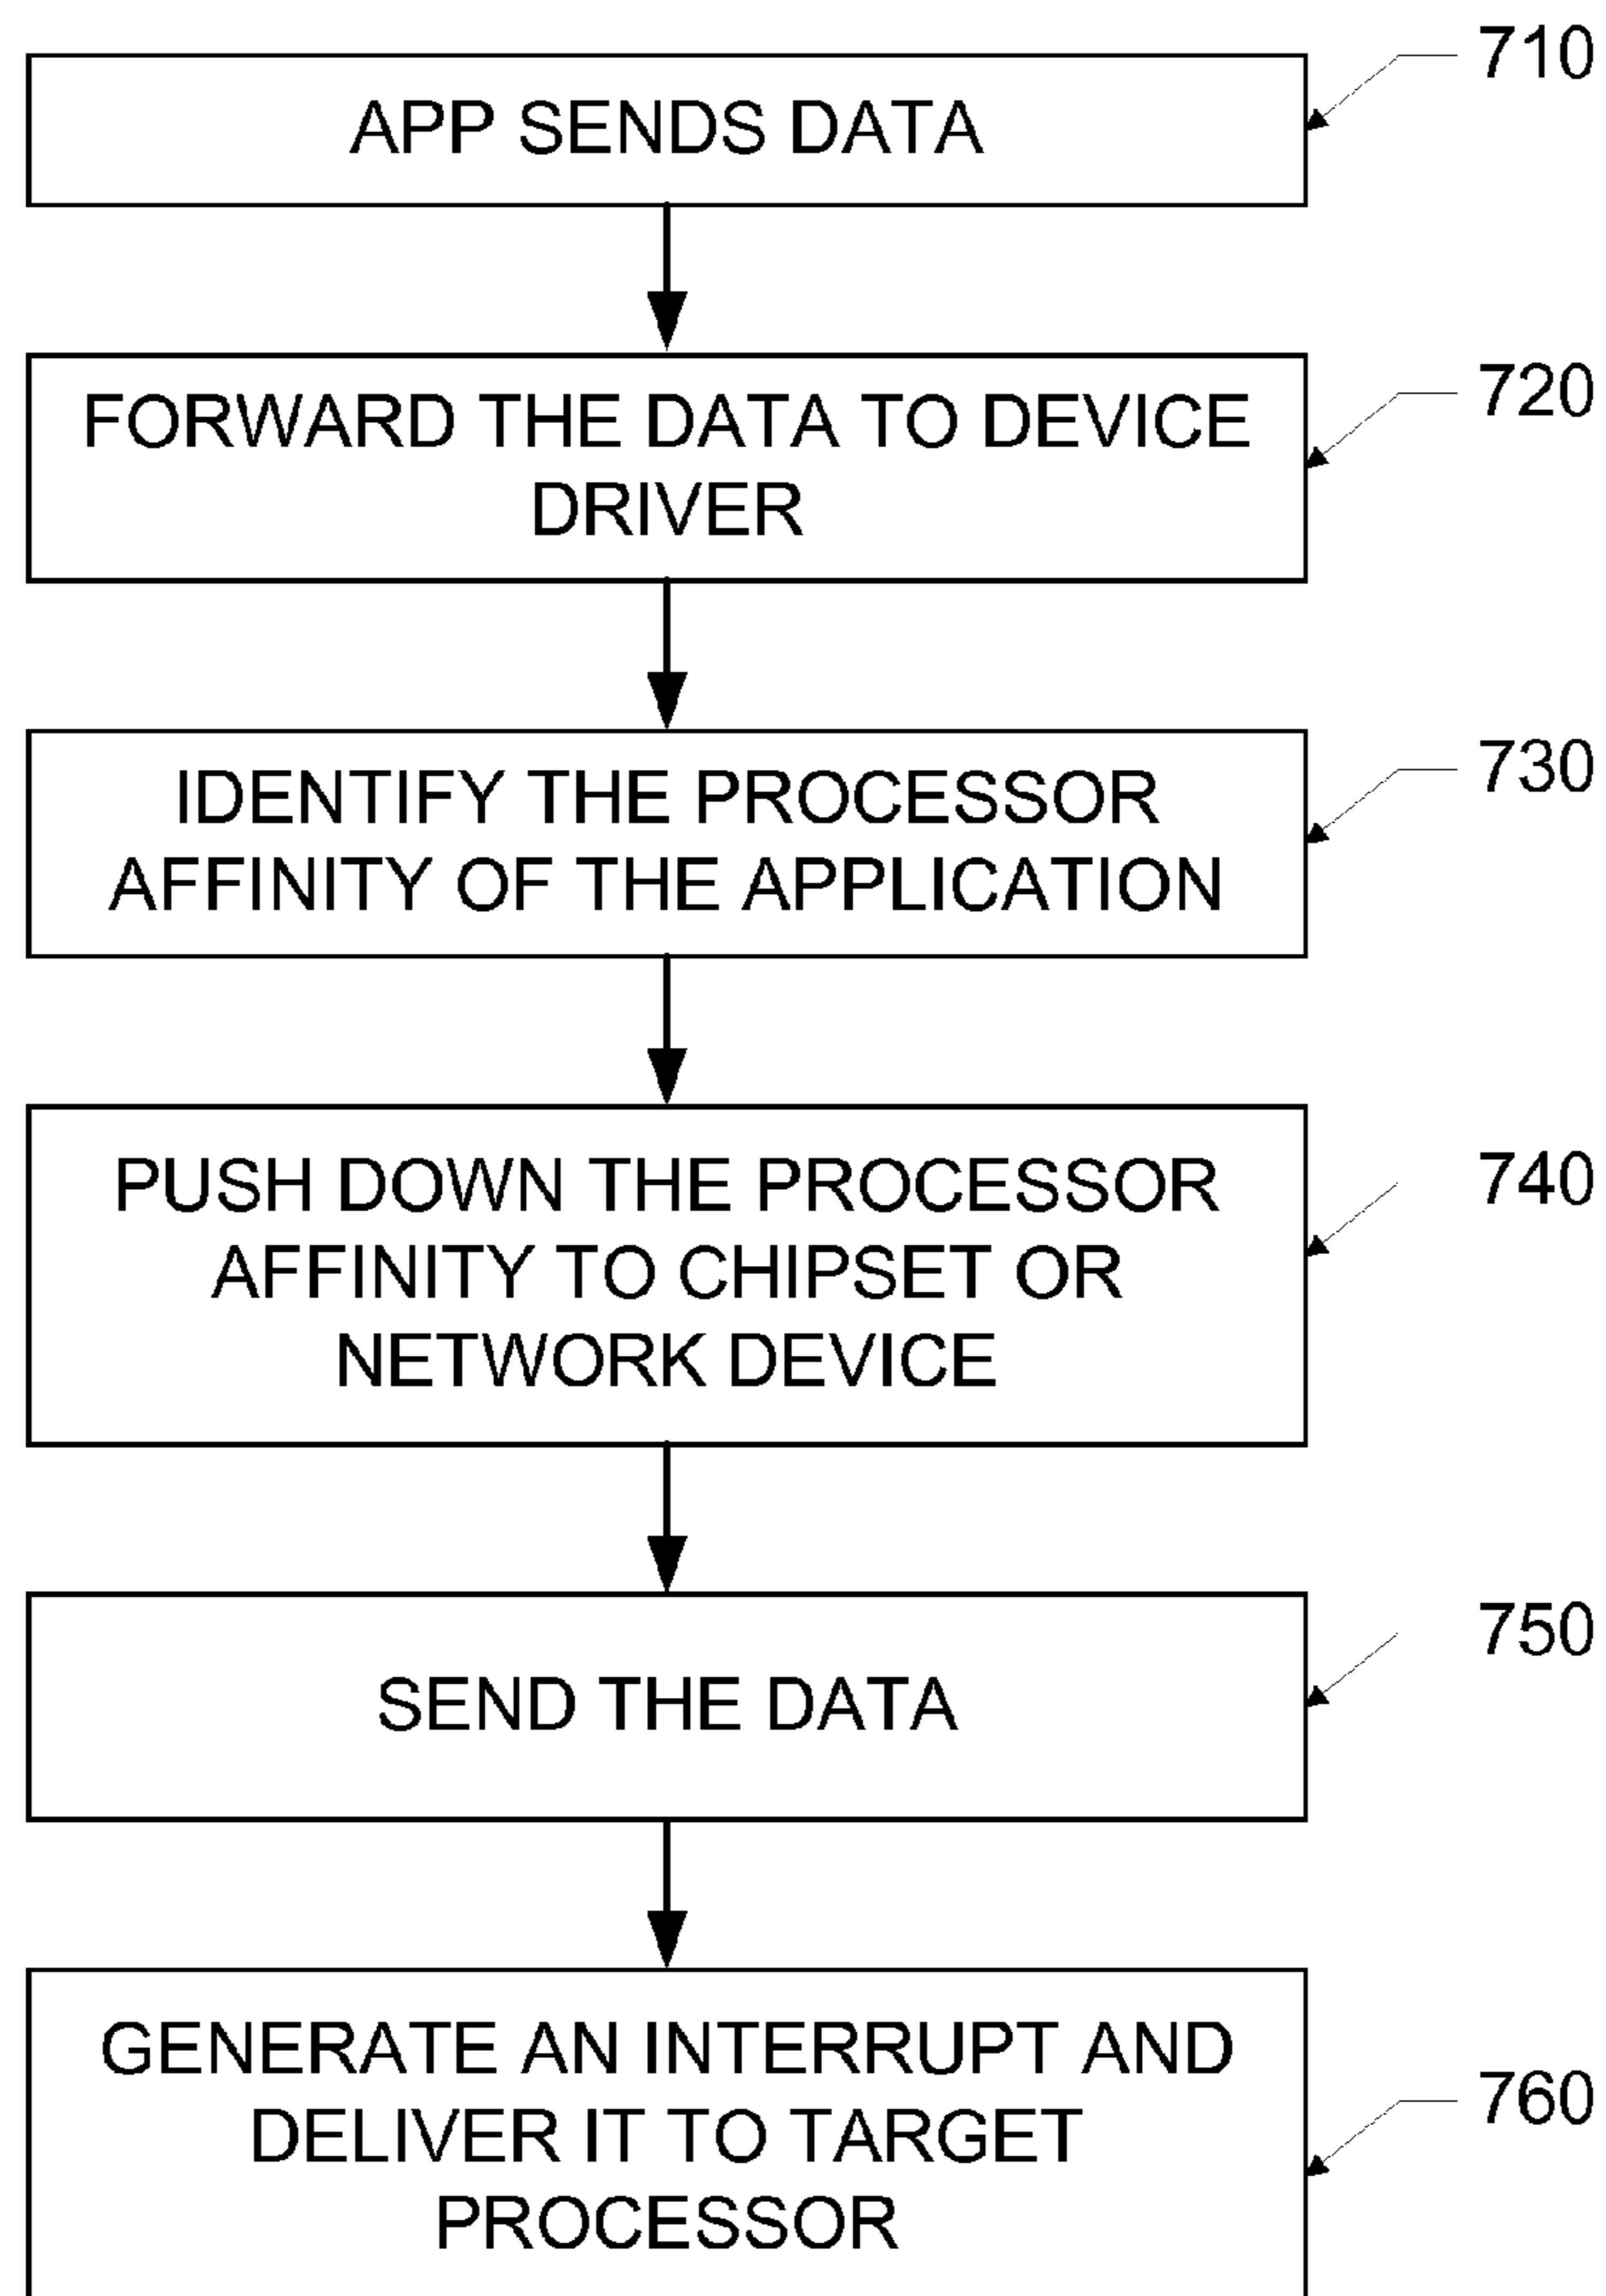 APP SENDS DATA
710
FORWARD THE DATA TO DEVICE
DRIVER
720
IDENTIFY THE PROCESSOR
AFFINITY OF THE APPLICATION
730
PUSH DOWN THE PROCESSOR
AFFINITY TO CHIPSET OR
NETWORK DEVICE
740
SEND THE DATA
750
GENERATE AN INTERRUPT AND
DELIVER IT TO TARGET
PROCESSOR
760